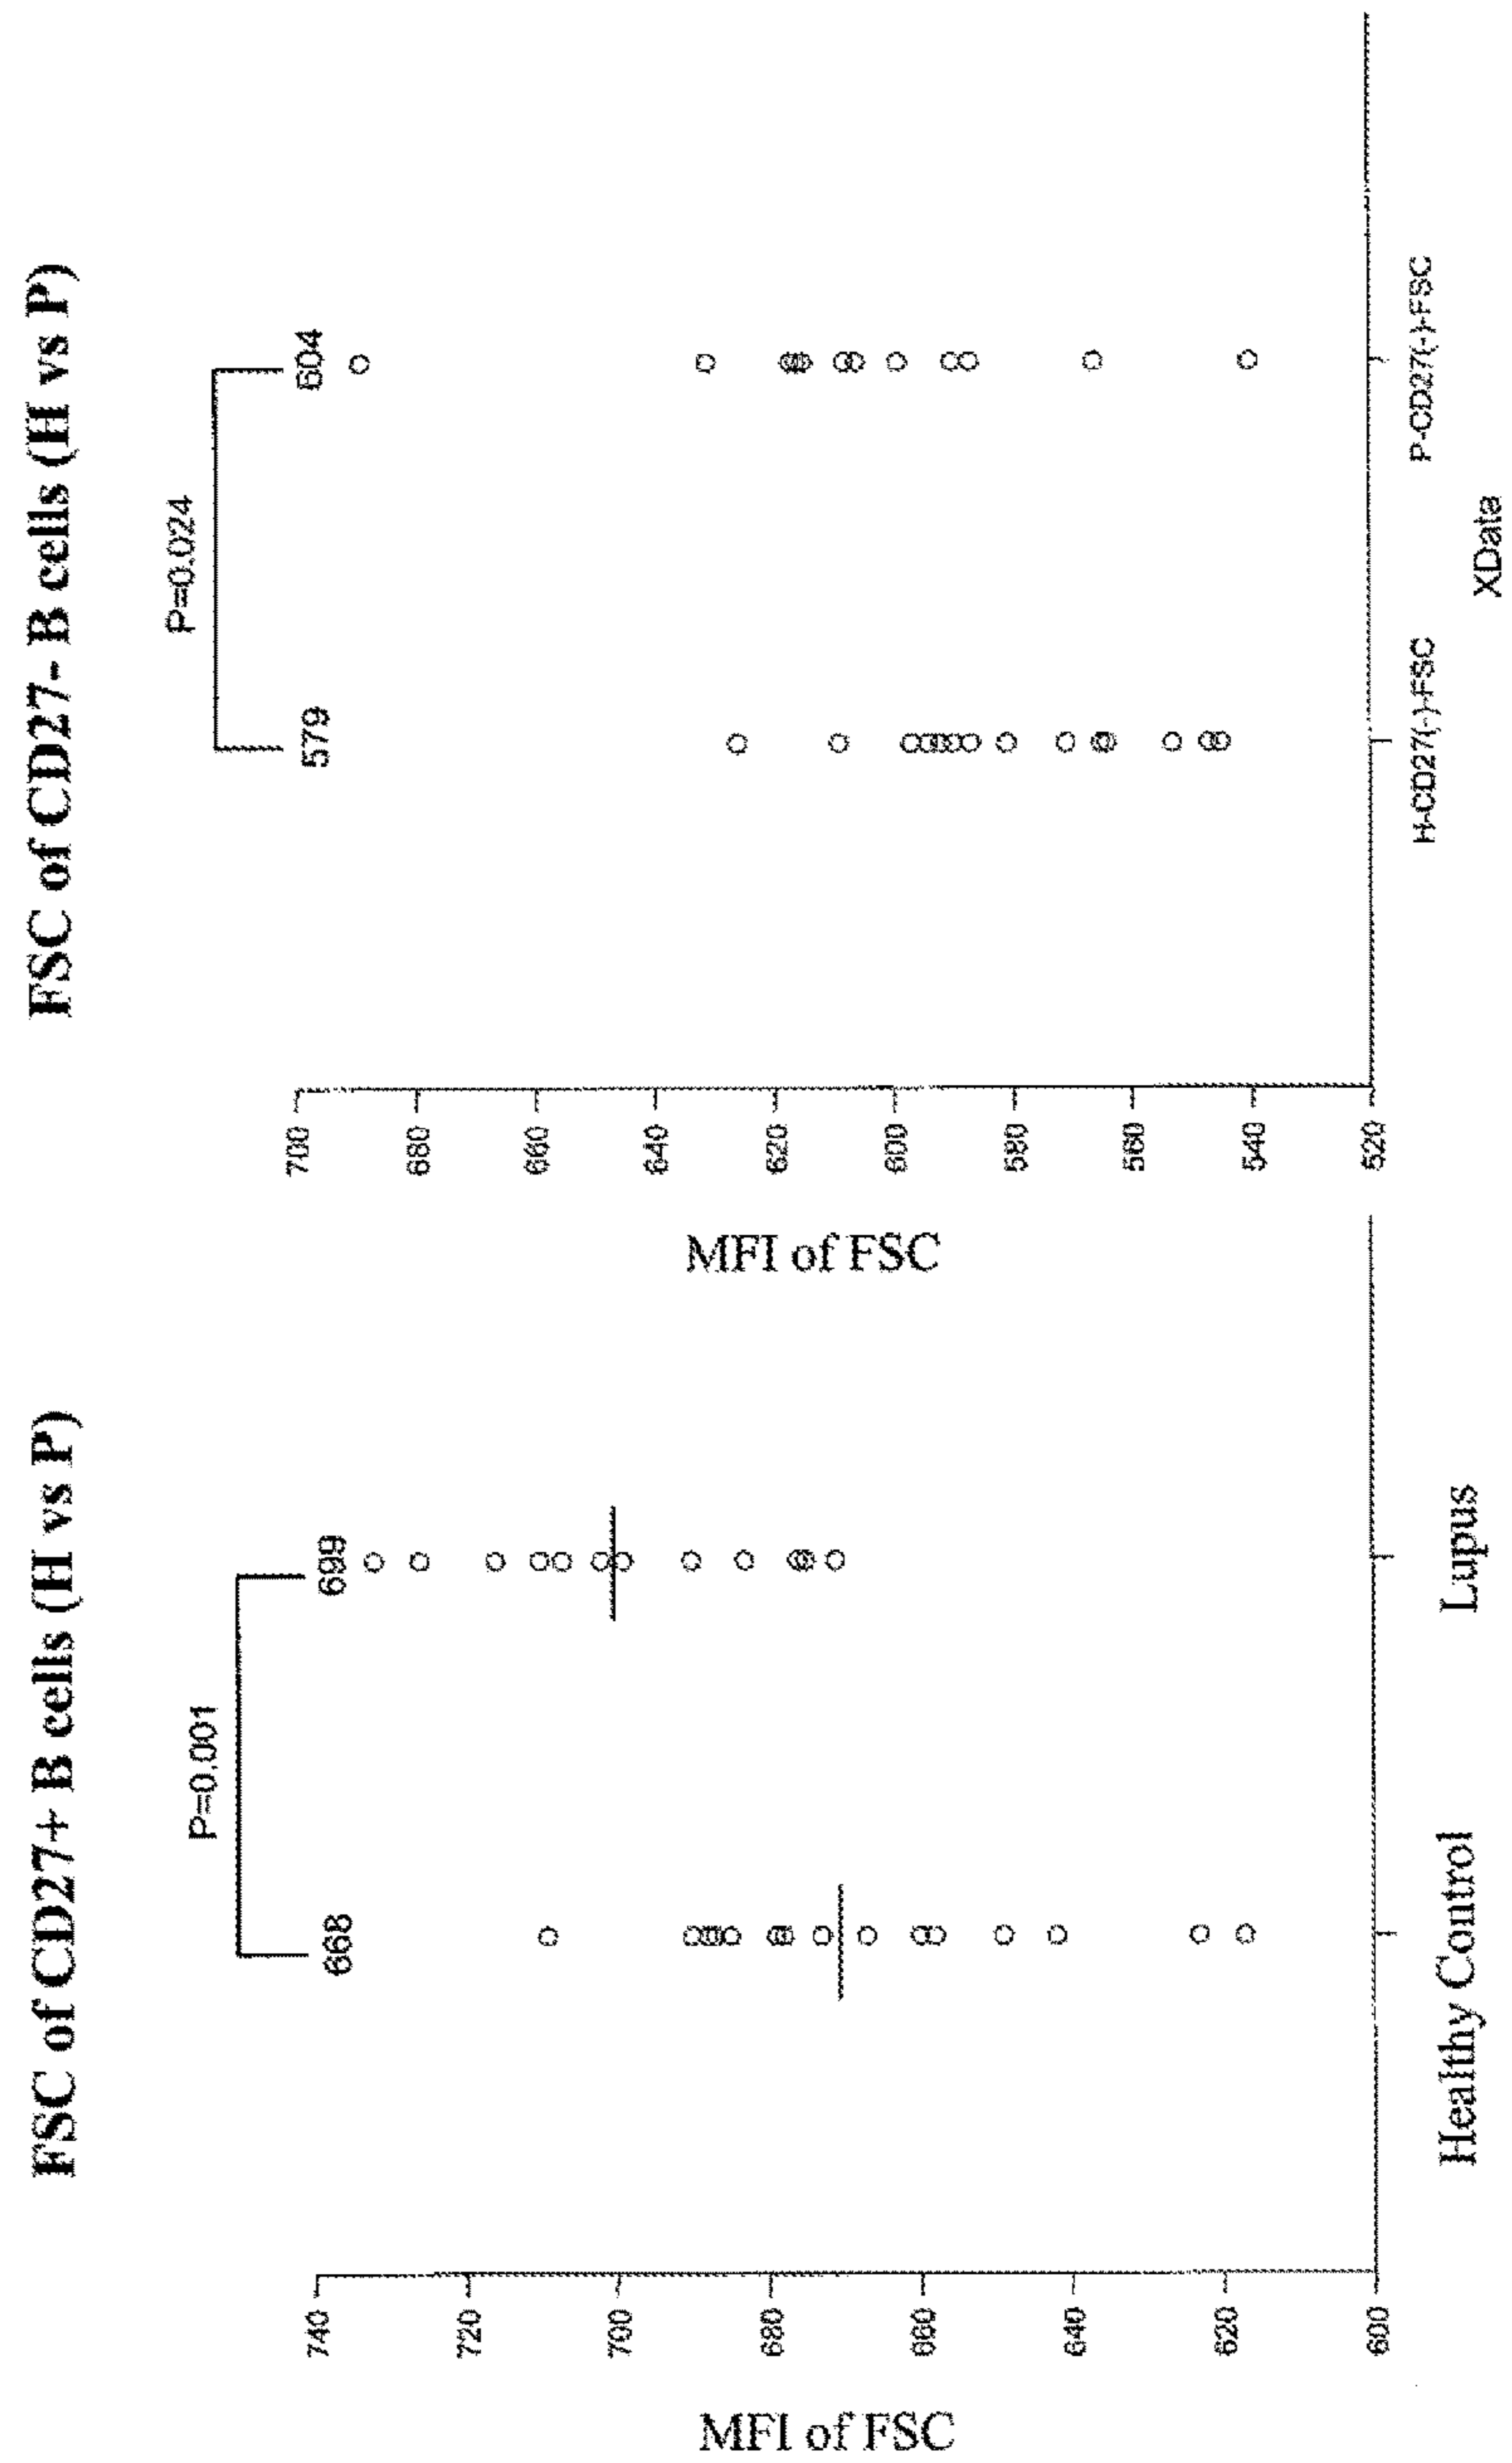 FSC of CD27+ B cells (H vs P)
P=0.001
668
699
740
720
700
680
660
640
620
600
MFI of FSC
Healthy Control
Lupus
FSC of CD27- B cells (H vs P)
P=0.024
579
604
700
680
660
640
620
600
580
560
540
520
MFI of FSC
H-CD27(-)-FSC
P-CD27(-)-FSC
XData